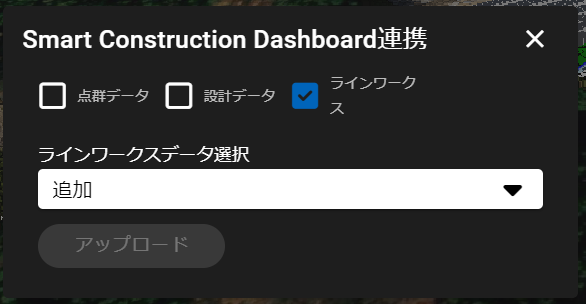 Smart Construction Dashboard連携
点群データ 設計データ ラインワーク
ス
ラインワークスデータ選択
追加
アップロード